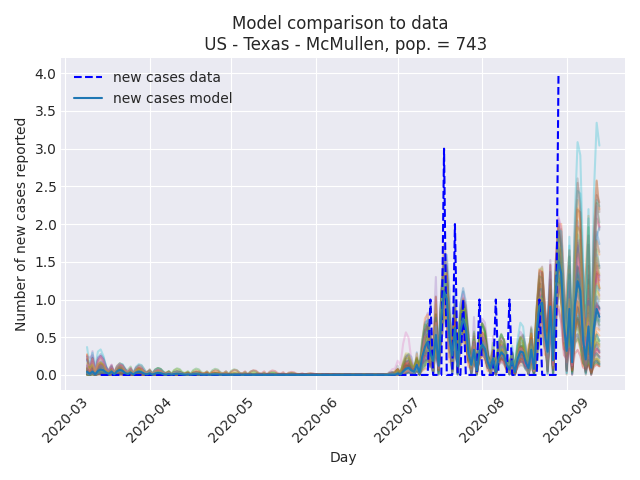 Model comparison to data
US - Texas - McMullen, pop. = 743
new cases data
new cases model
Number of new cases reported
4.0
3.5
3.0
2.5
2.0
1.5
1.0
0.5
0.0
2020-03
2020-04
2020-05
2020-06
2020-07
2020-08
2020-09
Day